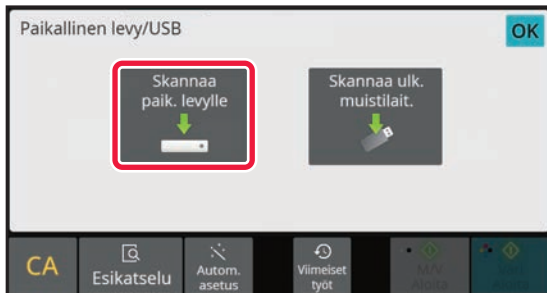 Paikallinen levy/USB
OK
Skannaa
paik. levylle
Skannaa ulk.
muistilait.
CA
Esikatselu
Autom.
asetus
Viimeiset
työt
M/V
Aloita